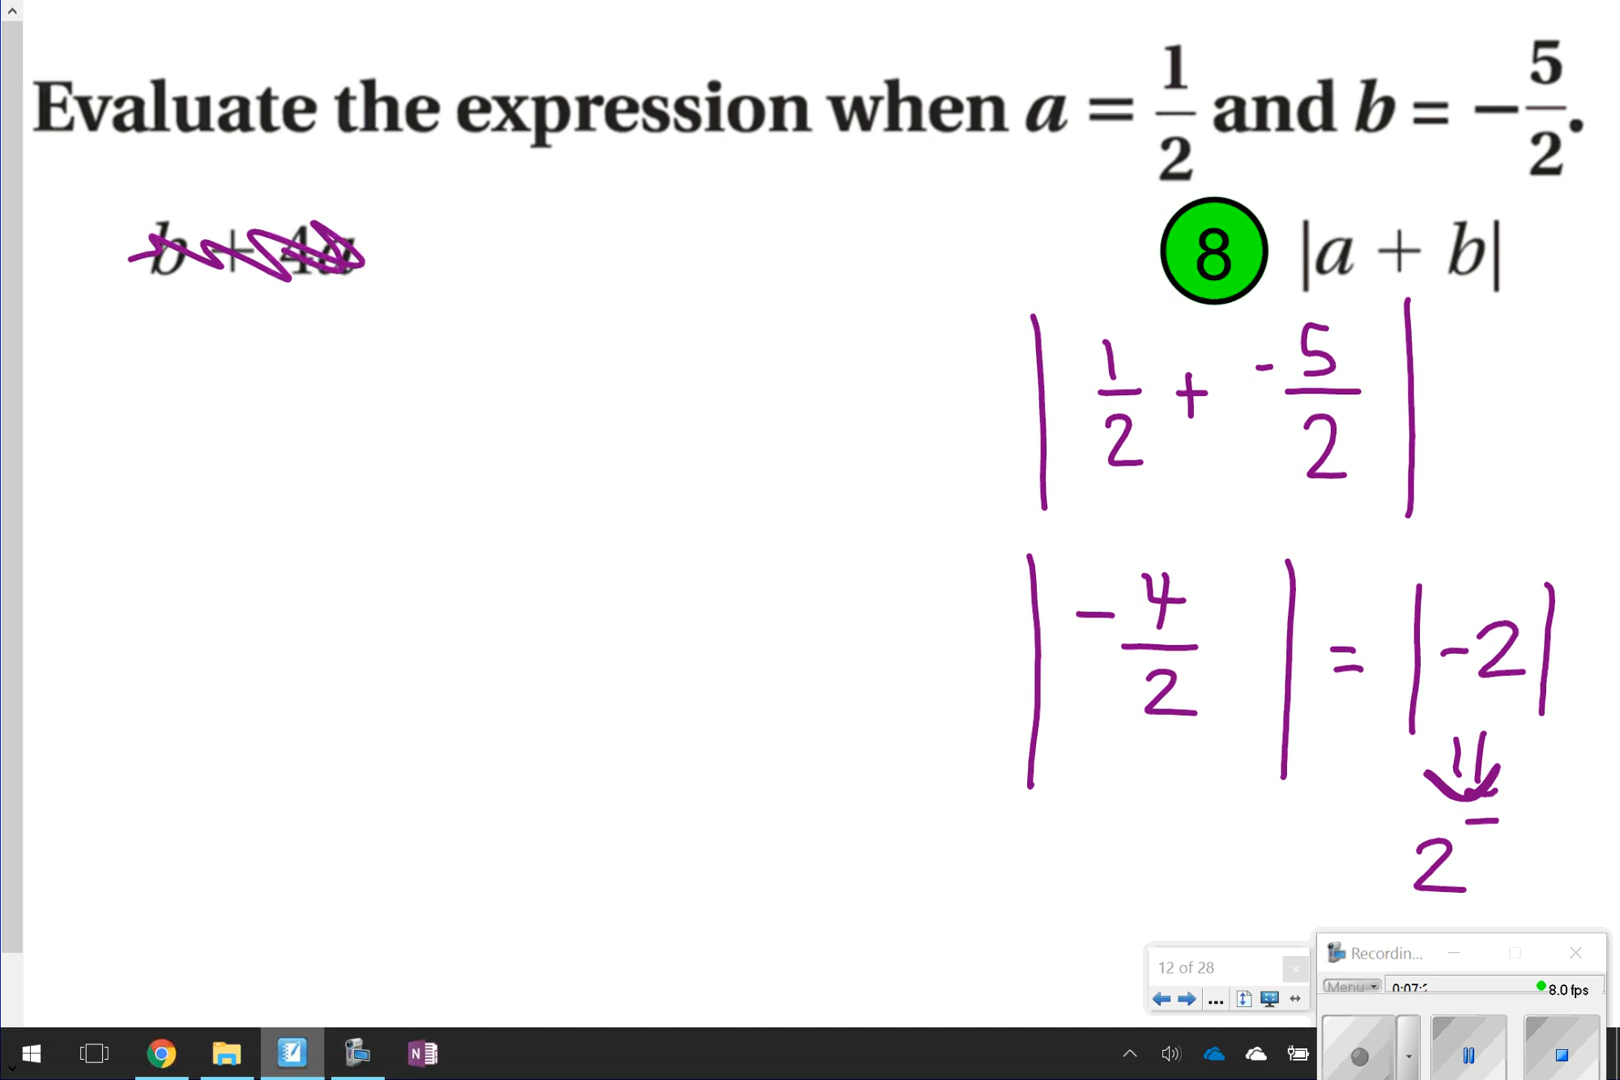 Evaluate the expression when a = 1/2 and b = -5/2.
b + 4a
8 |a + b|
| 1/2 + -5/2 |
| -4/2 | = |-2|
2
12 of 28
Recordin...
Menu
8.0 fps
N